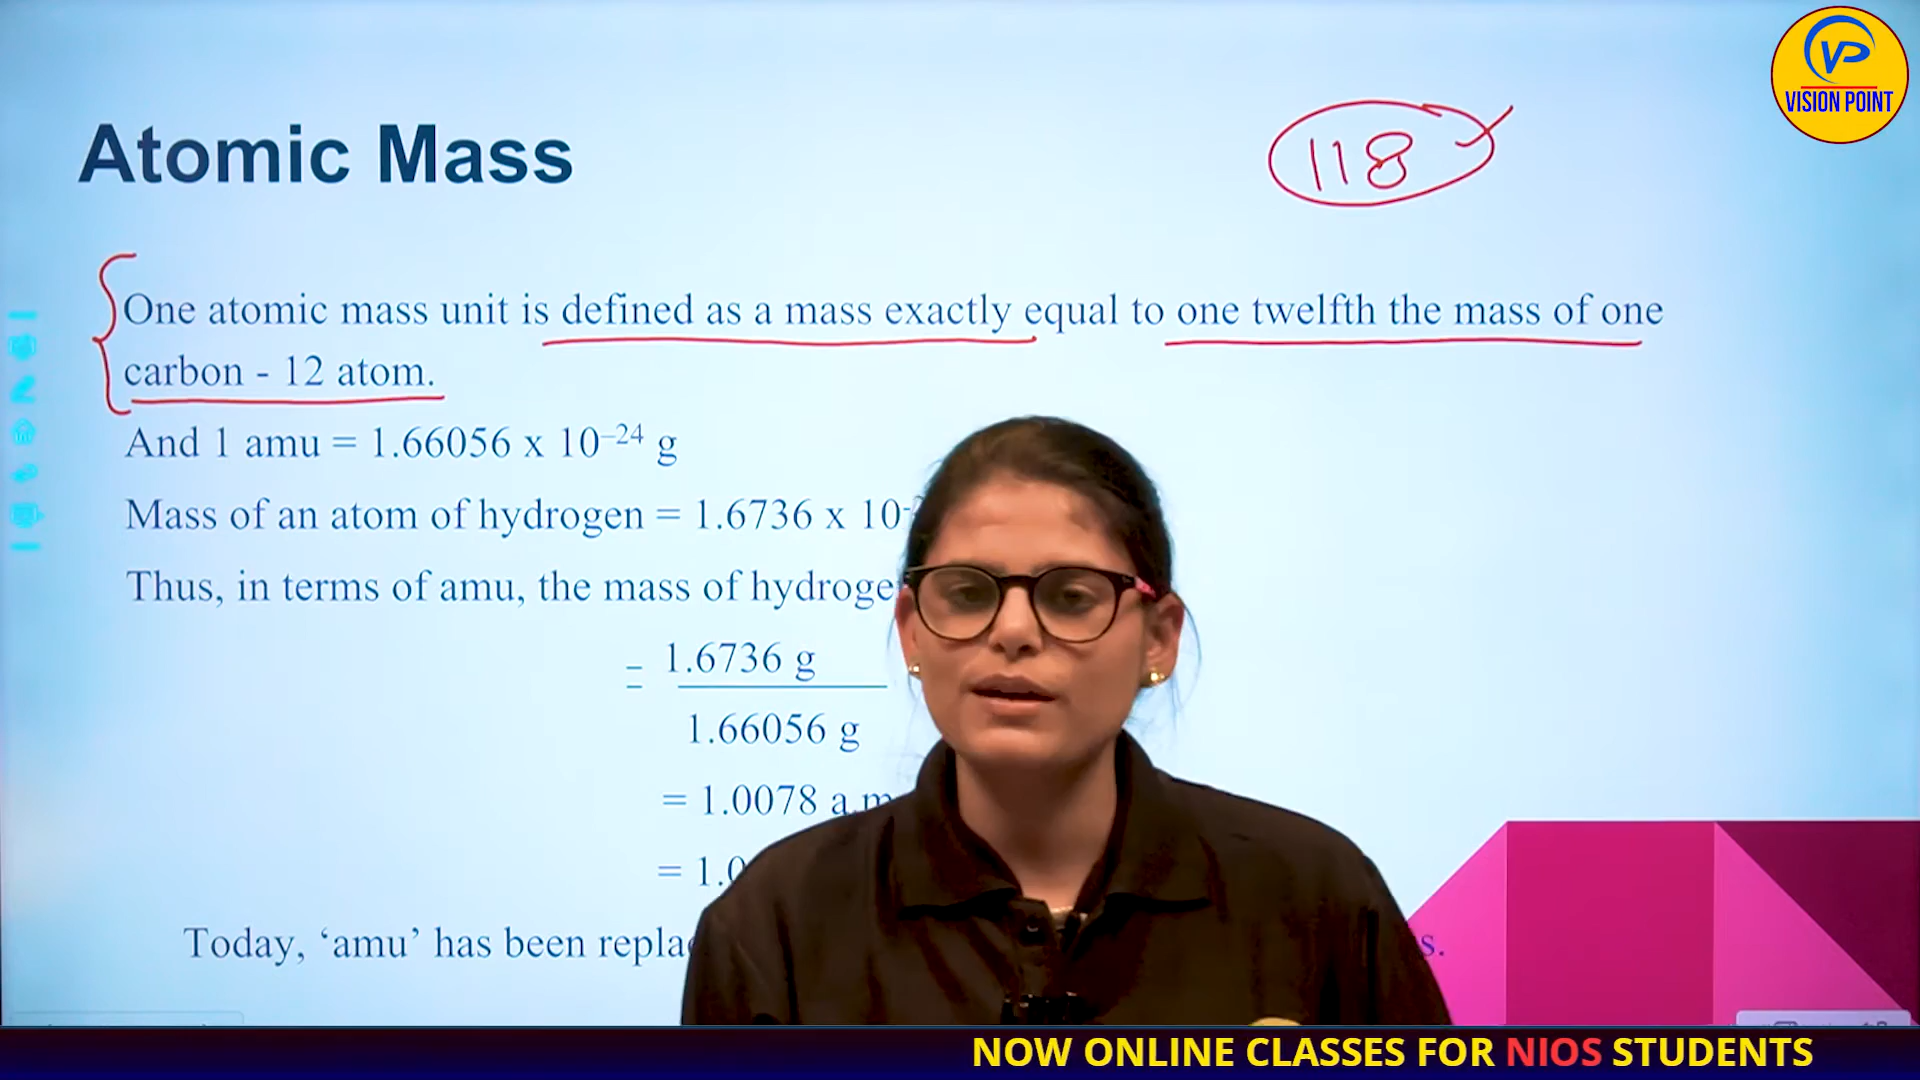 VP
VISION POINT
Atomic Mass
118
One atomic mass unit is defined as a mass exactly equal to one twelfth the mass of one
carbon - 12 atom.
And 1 amu = 1.66056 x 10⁻²⁴ g
Mass of an atom of hydrogen = 1.6736 x 10
Thus, in terms of amu, the mass of
= 1.6736 g
1.66056 g
= 1.0078
=
Today, ‘amu’ has been
NOW ONLINE CLASSES FOR NIOS STUDENTS